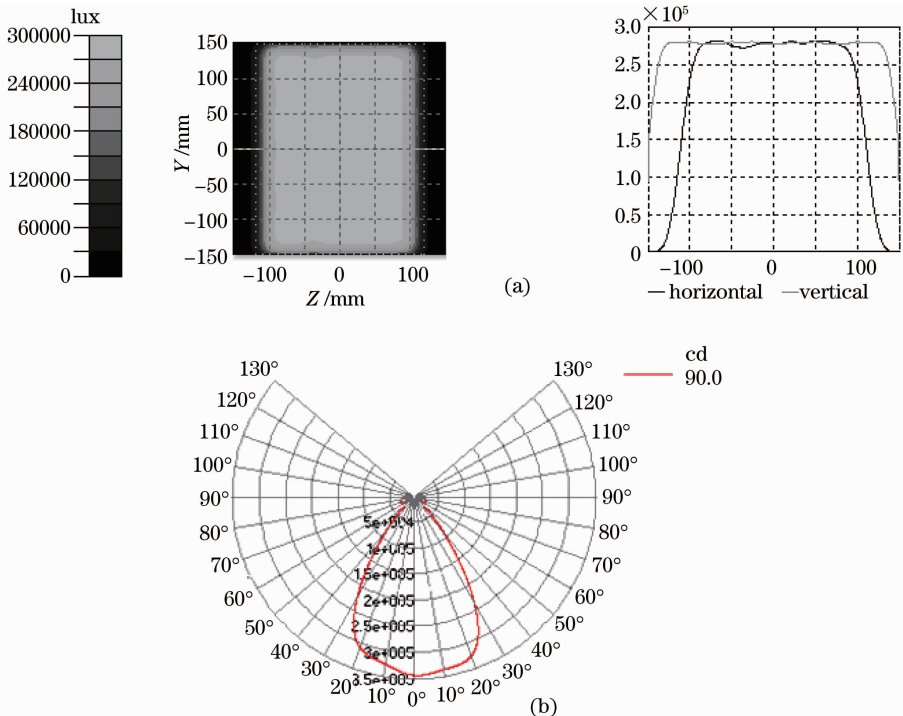 lux
300000
240000
180000
120000
60000
0
150
100
50
0
−50
−100
−150
Y /mm
−100 0 100
Z /mm
(a)
3.0 ×10⁵
2.5
2.0
1.5
1.0
0.5
0
−100 0 100
horizontal vertical
cd
90.0
130° 130°
120° 120°
110° 110°
100° 100°
90° 90°
80° 80°
70° 70°
60° 60°
50° 50°
40° 40°
30° 30°
20° 10° 0° 10° 20°
5e+004
1e+005
1.5e+005
2e+005
2.5e+005
3e+005
3.5e+005
(b)